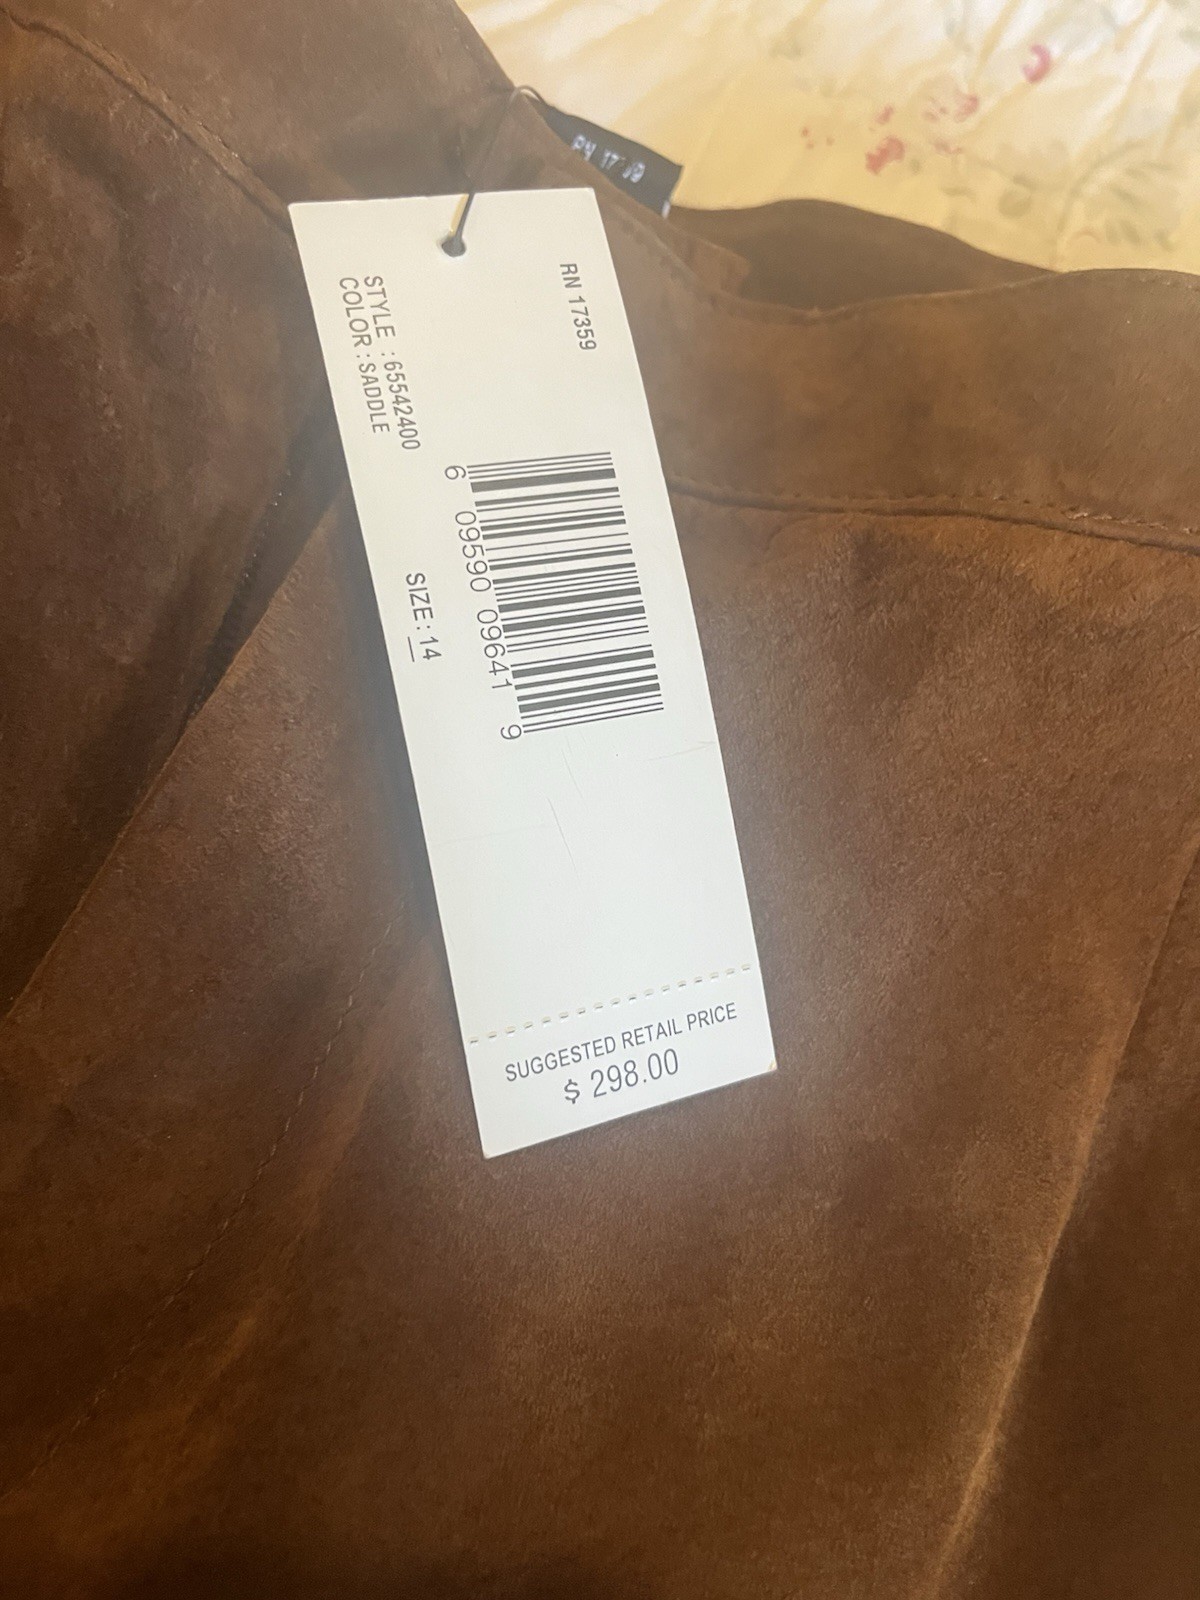 RN 17359
STYLE : 65542400
COLOR : SADDLE
6 09590 09641 9
SIZE: 14
SUGGESTED RETAIL PRICE
$ 298.00